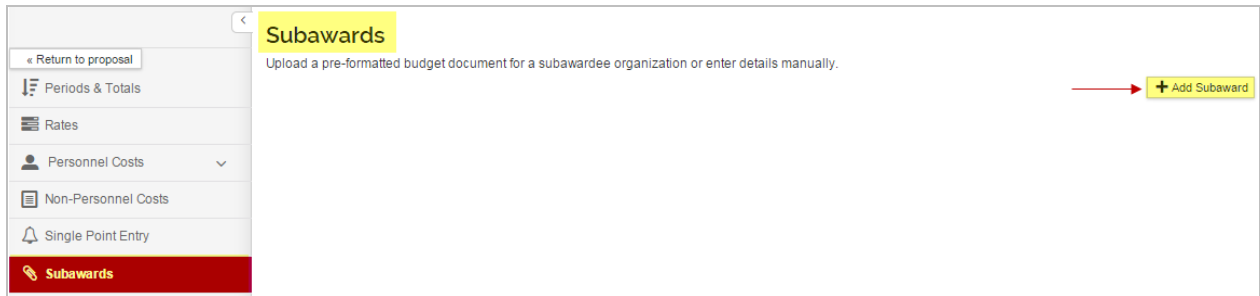 Subawards
Upload a pre-formatted budget document for a subawardee organization or enter details manually.
+ Add Subaward
« Return to proposal
Periods & Totals
Rates
Personnel Costs
Non-Personnel Costs
Single Point Entry
Subawards